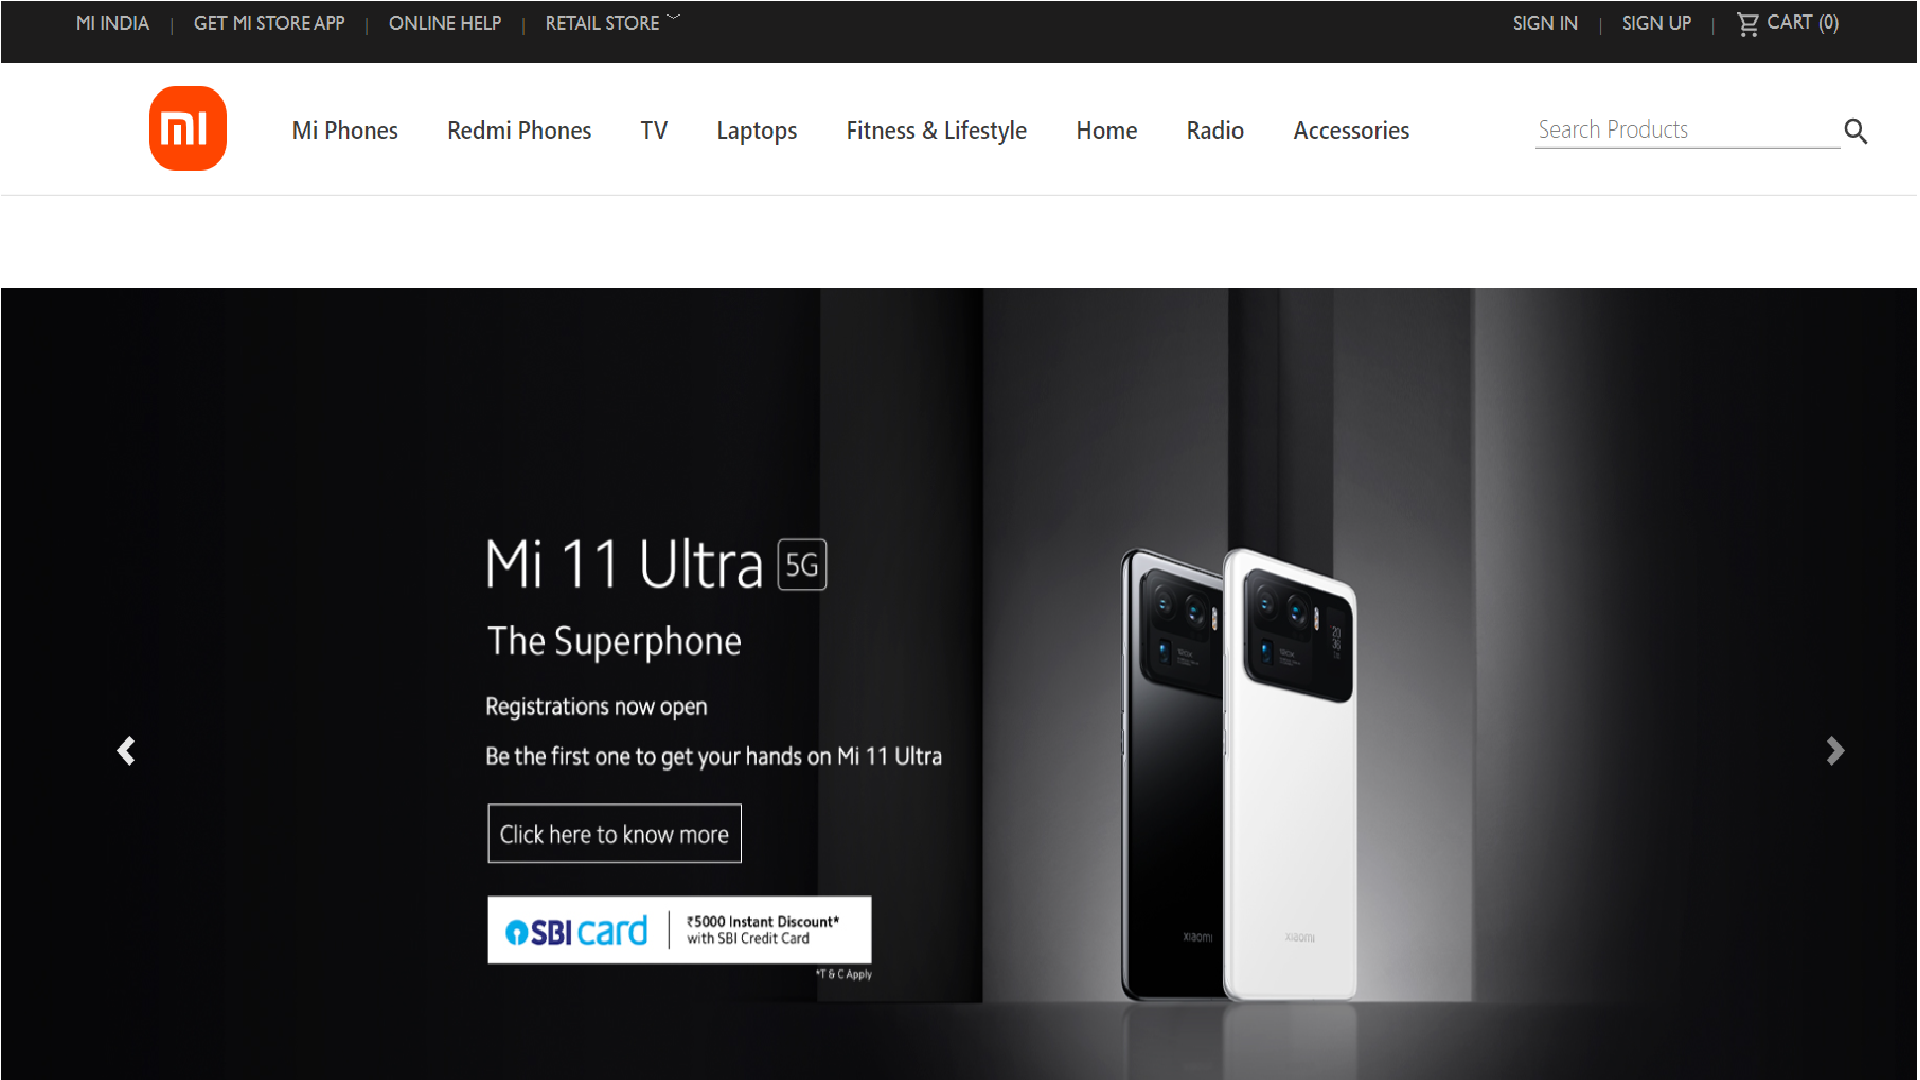 MI INDIA | GET MI STORE APP | ONLINE HELP | RETAIL STORE SIGN IN | SIGN UP | CART (0)
mi Mi Phones Redmi Phones TV Laptops Fitness & Lifestyle Home Radio Accessories Search Products
Mi 11 Ultra 5G
The Superphone
Registrations now open
Be the first one to get your hands on Mi 11 Ultra
Click here to know more
SBI card | ₹5000 Instant Discount*
with SBI Credit Card
*T & C Apply
120X
120X
xiaomi
xiaomi